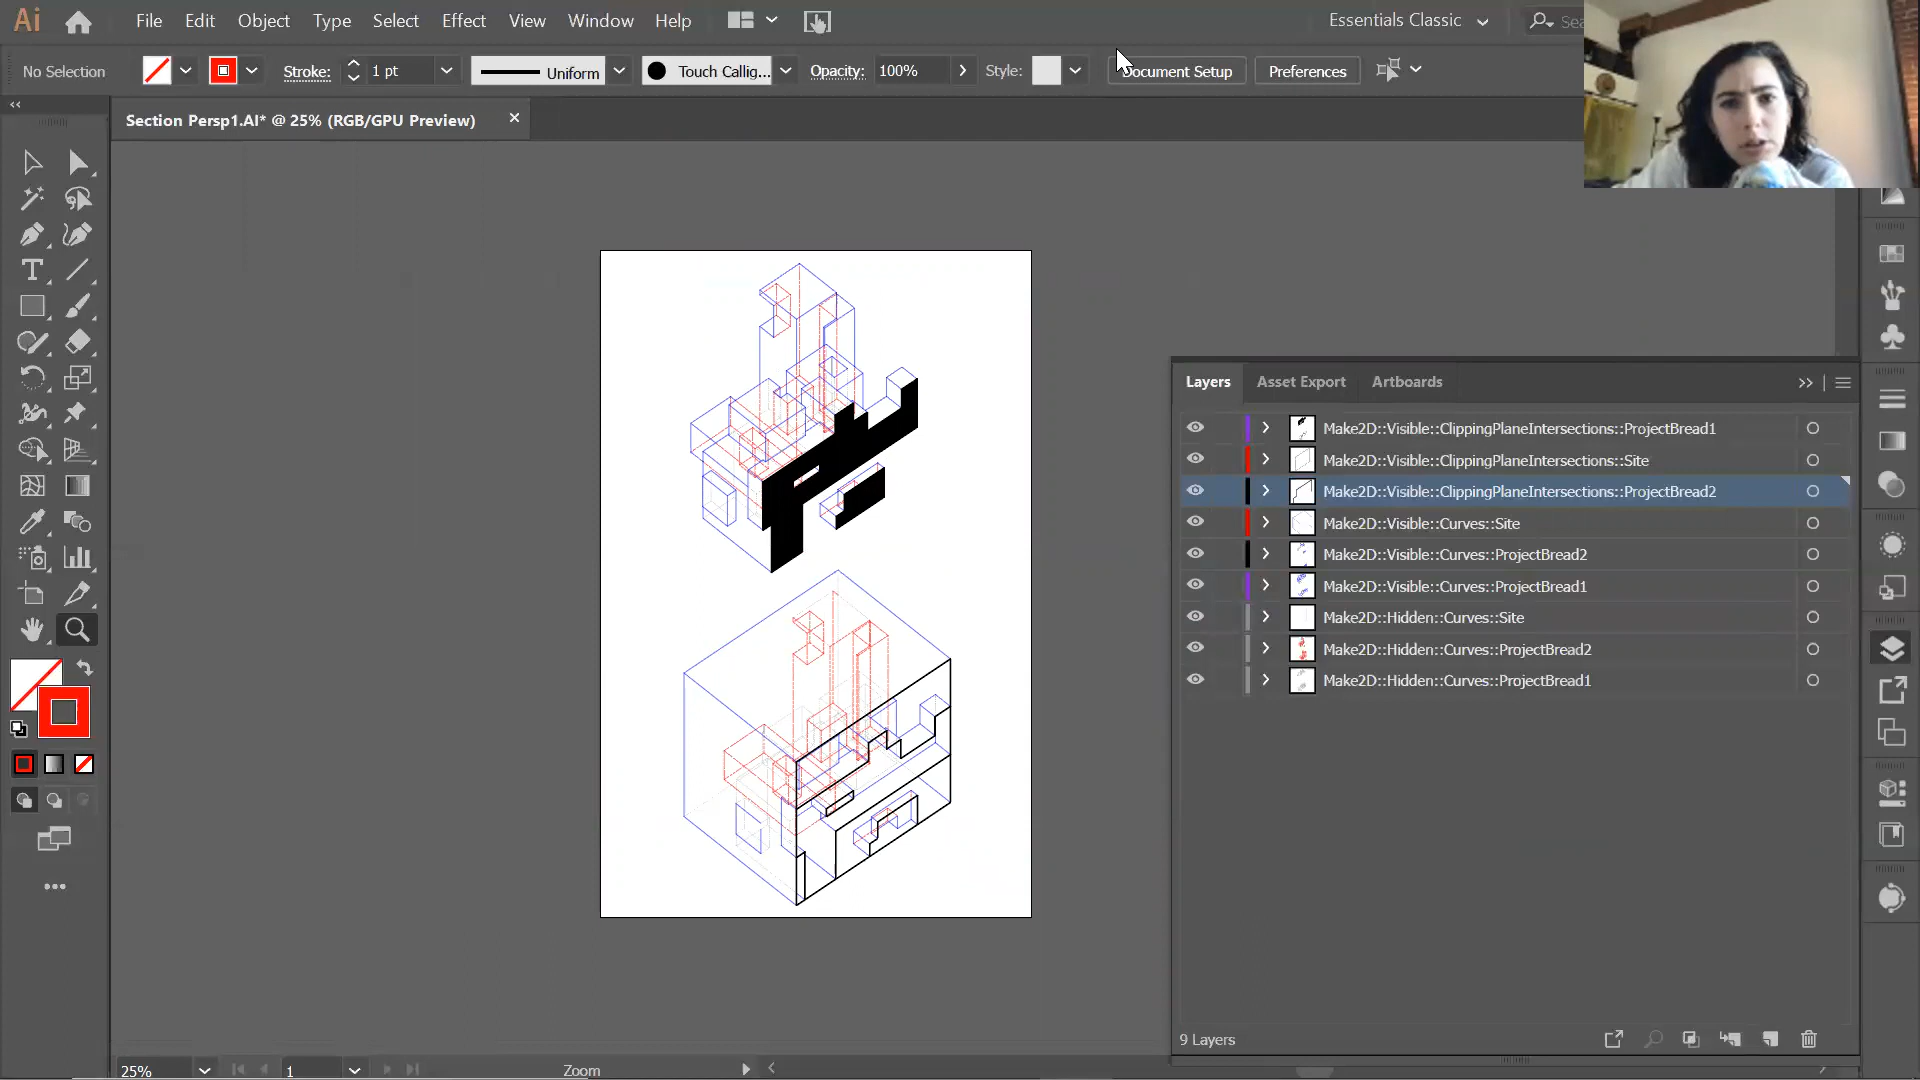 Ai File Edit Object Type Select Effect View Window Help Essentials Classic Sea
No Selection Stroke: 1 pt Uniform Touch Callig... Opacity: 100% Style: Document Setup Preferences
Section Persp1.AI* @ 25% (RGB/GPU Preview)
Layers Asset Export Artboards
Make2D::Visible::ClippingPlaneIntersections::ProjectBread1
Make2D::Visible::ClippingPlaneIntersections::Site
Make2D::Visible::ClippingPlaneIntersections::ProjectBread2
Make2D::Visible::Curves::Site
Make2D::Visible::Curves::ProjectBread2
Make2D::Visible::Curves::ProjectBread1
Make2D::Hidden::Curves::Site
Make2D::Hidden::Curves::ProjectBread2
Make2D::Hidden::Curves::ProjectBread1
9 Layers
25% 1 Zoom